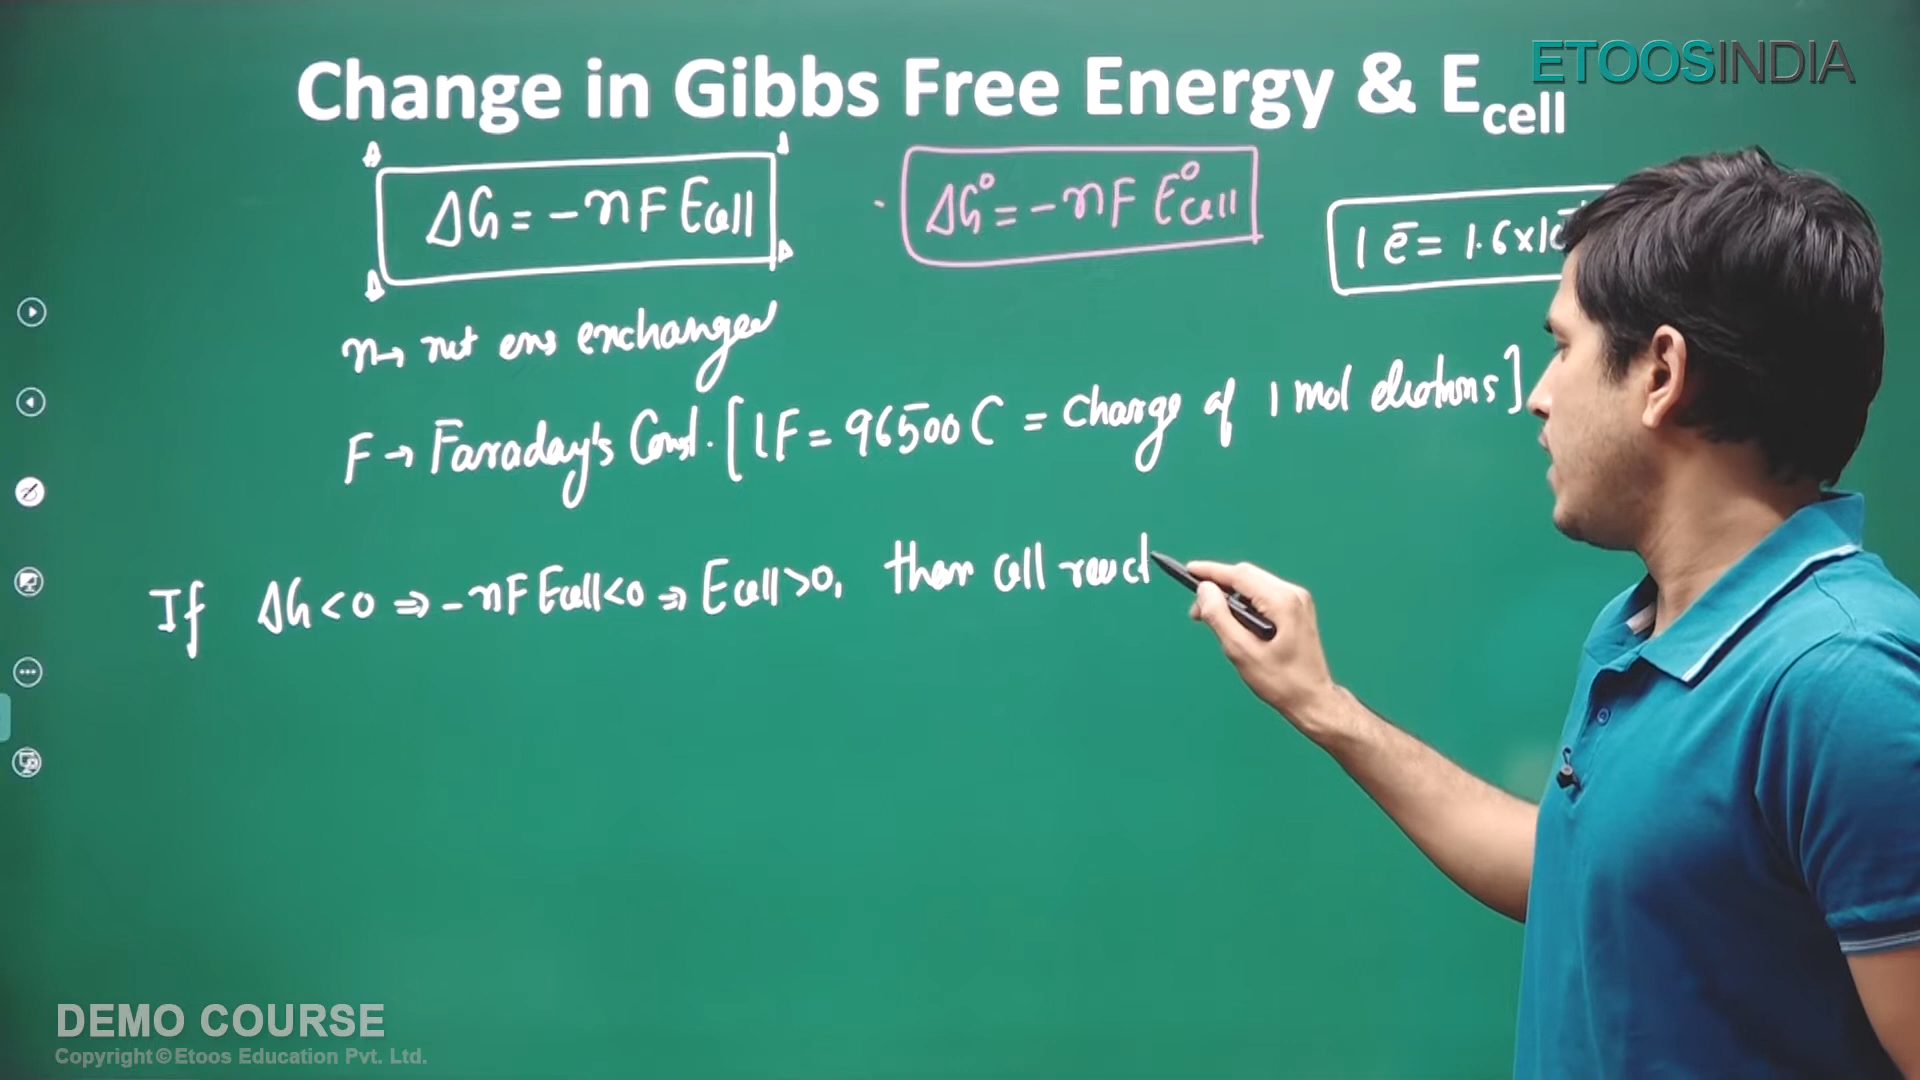 Change in Gibbs Free Energy & Ecell
ETOOSINDIA
ΔG = -nF Ecell
ΔG° = -nF E°cell
1 e̅ = 1.6x10
n→ net ens exchanged
F → Faraday's Const. [1F = 96500 C = Charge of 1 mol electrons]
If ΔG<0 ⇒ -nF Ecell<0 ⇒ Ecell>0, then cell react
DEMO COURSE
Copyright © Etoos Education Pvt. Ltd.